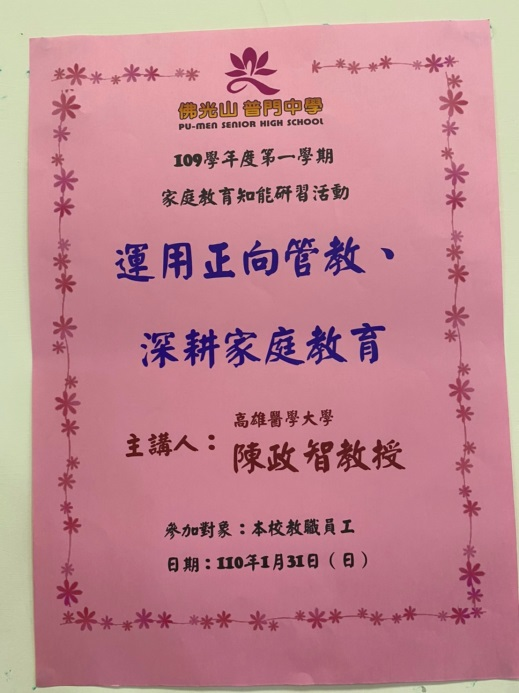 佛光山 普門中學
PU-MEN SENIOR HIGH SCHOOL
109學年度第一學期
家庭教育知能研習活動
運用正向管教、
深耕家庭教育
高雄醫學大學
主講人：陳政智教授
參加對象：本校教職員工
日期：110年1月31日（日）